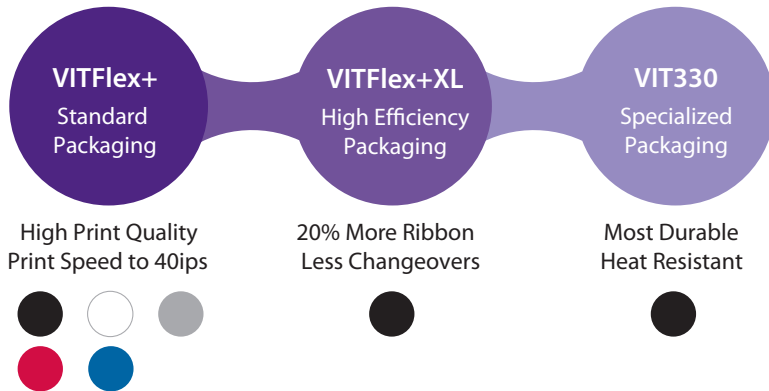 VITFlex+
Standard
Packaging
High Print Quality
Print Speed to 40ips
VITFlex+XL
High Efficiency
Packaging
20% More Ribbon
Less Changeovers
VIT330
Specialized
Packaging
Most Durable
Heat Resistant